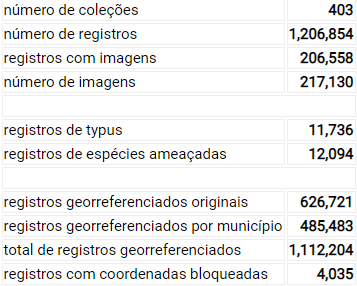 número de coleções 403
número de registros 1,206,854
registros com imagens 206,558
número de imagens 217,130
registros de typus 11,736
registros de espécies ameaçadas 12,094
registros georreferenciados originais 626,721
registros georreferenciados por município 485,483
total de registros georreferenciados 1,112,204
registros com coordenadas bloqueadas 4,035